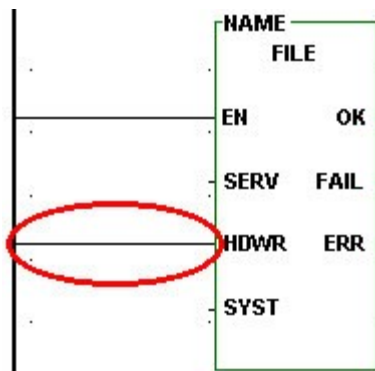 NAME
FILE
EN OK
SERV FAIL
HDWR ERR
SYST